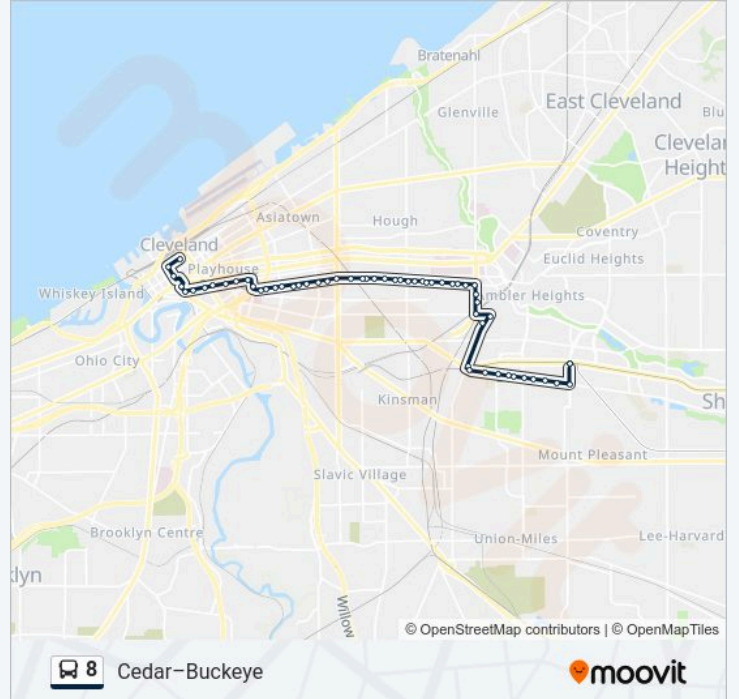 Bratenahl
East Cleveland
Glenville
Blu
Clevelar
Height
Asiatown
Hough
Coventry
Cleveland
Euclid Heights
Playhouse
Whiskey Island
Ambler Heights
Ohio City
Kinsman
Sh
Mount Pleasant
Slavic Village
Brooklyn Centre
Union-Miles
Lee-Harvard
klyn
Willow
© OpenStreetMap contributors | © OpenMapTiles
8 Cedar–Buckeye
moovit